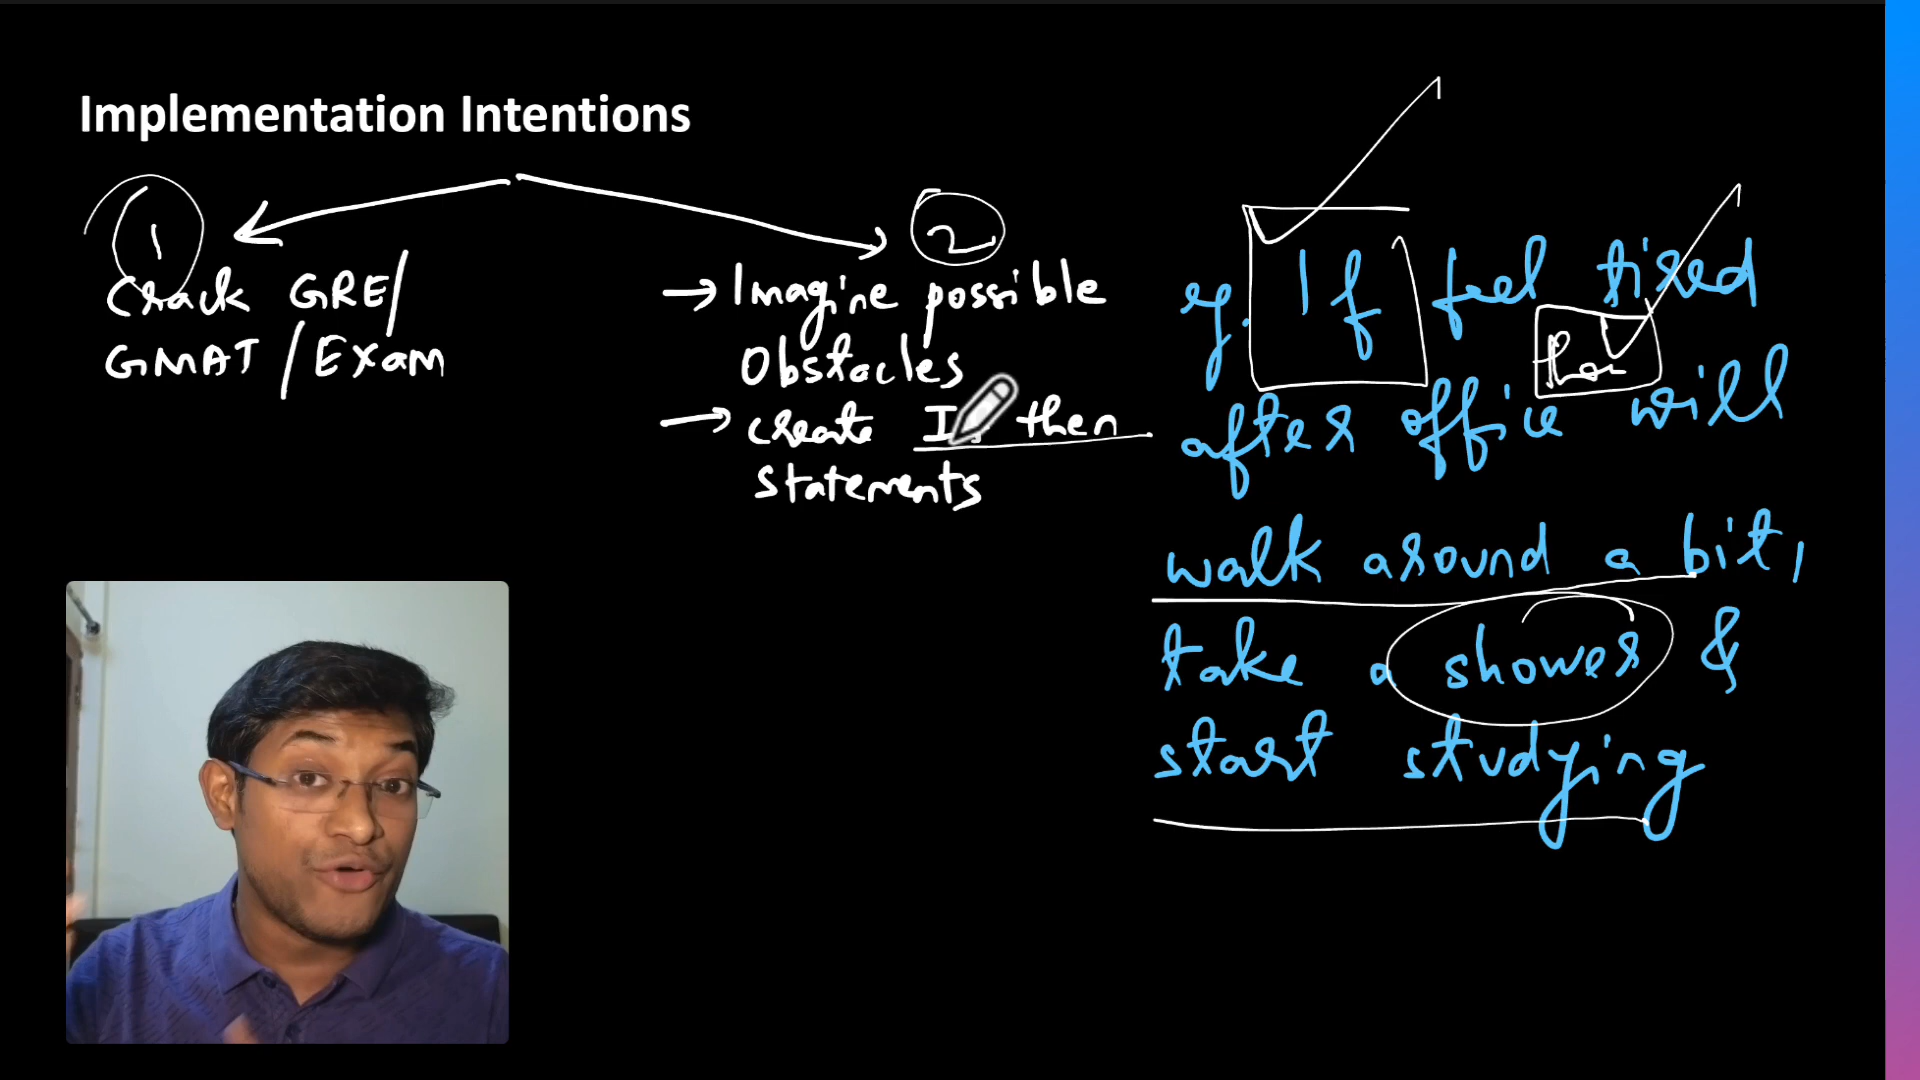 Implementation Intentions
1
Crack GRE/
GMAT / Exam
2
→ Imagine possible
Obstacles
→ create If then
statements
eg. If feel tired
then
after office will
walk around a bit,
take a shower &
start studying